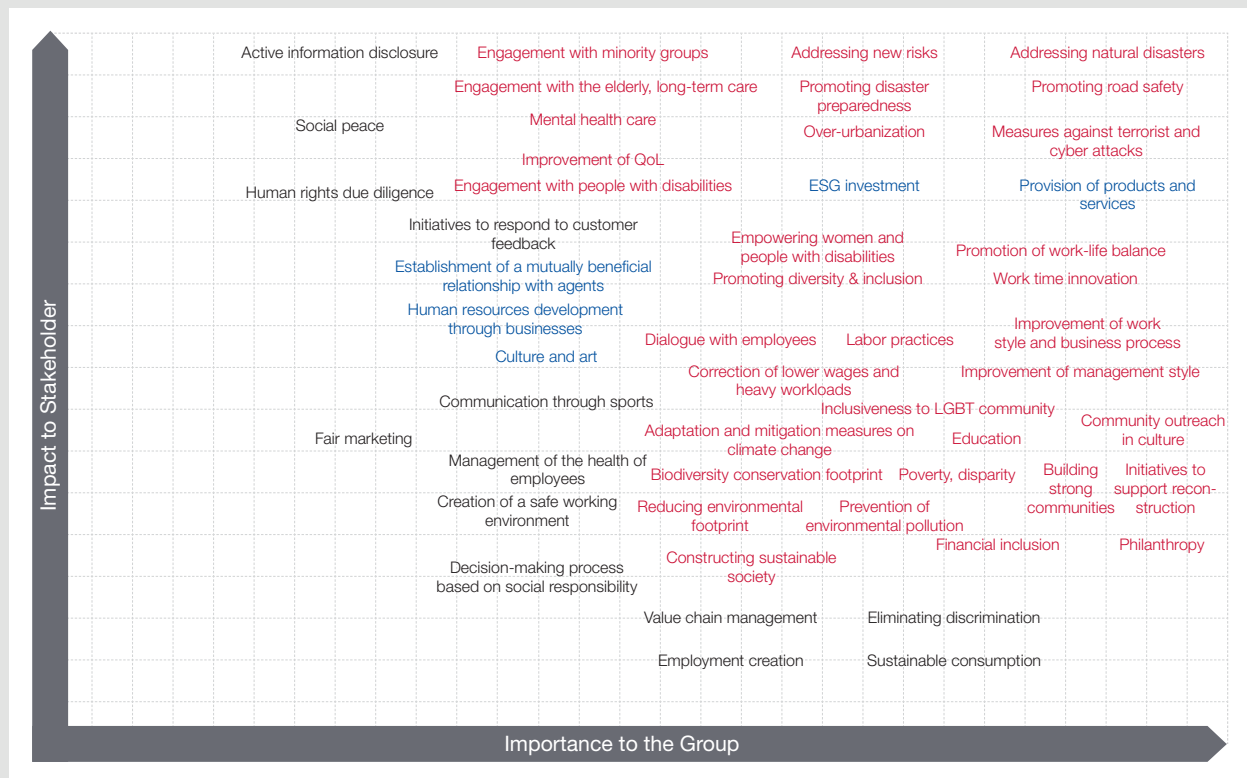 Active information disclosure
Engagement with minority groups
Addressing new risks
Addressing natural disasters
Engagement with the elderly, long-term care
Promoting disaster
preparedness
Promoting road safety
Social peace
Mental health care
Over-urbanization
Measures against terrorist and
cyber attacks
Improvement of QoL
Human rights due diligence
Engagement with people with disabilities
ESG investment
Provision of products and
services
Initiatives to respond to customer
feedback
Empowering women and
people with disabilities
Promotion of work-life balance
Establishment of a mutually beneficial
relationship with agents
Promoting diversity & inclusion
Work time innovation
Human resources development
through businesses
Dialogue with employees
Labor practices
Improvement of work
style and business process
Culture and art
Correction of lower wages and
heavy workloads
Improvement of management style
Communication through sports
Inclusiveness to LGBT community
Community outreach
in culture
Fair marketing
Adaptation and mitigation measures on
climate change
Education
Management of the health of
employees
Biodiversity conservation footprint
Poverty, disparity
Building
strong
communities
Initiatives to
support recon-
struction
Creation of a safe working
environment
Reducing environmental
footprint
Prevention of
environmental pollution
Financial inclusion
Philanthropy
Constructing sustainable
society
Decision-making process
based on social responsibility
Value chain management
Eliminating discrimination
Employment creation
Sustainable consumption
Impact to Stakeholder
Importance to the Group